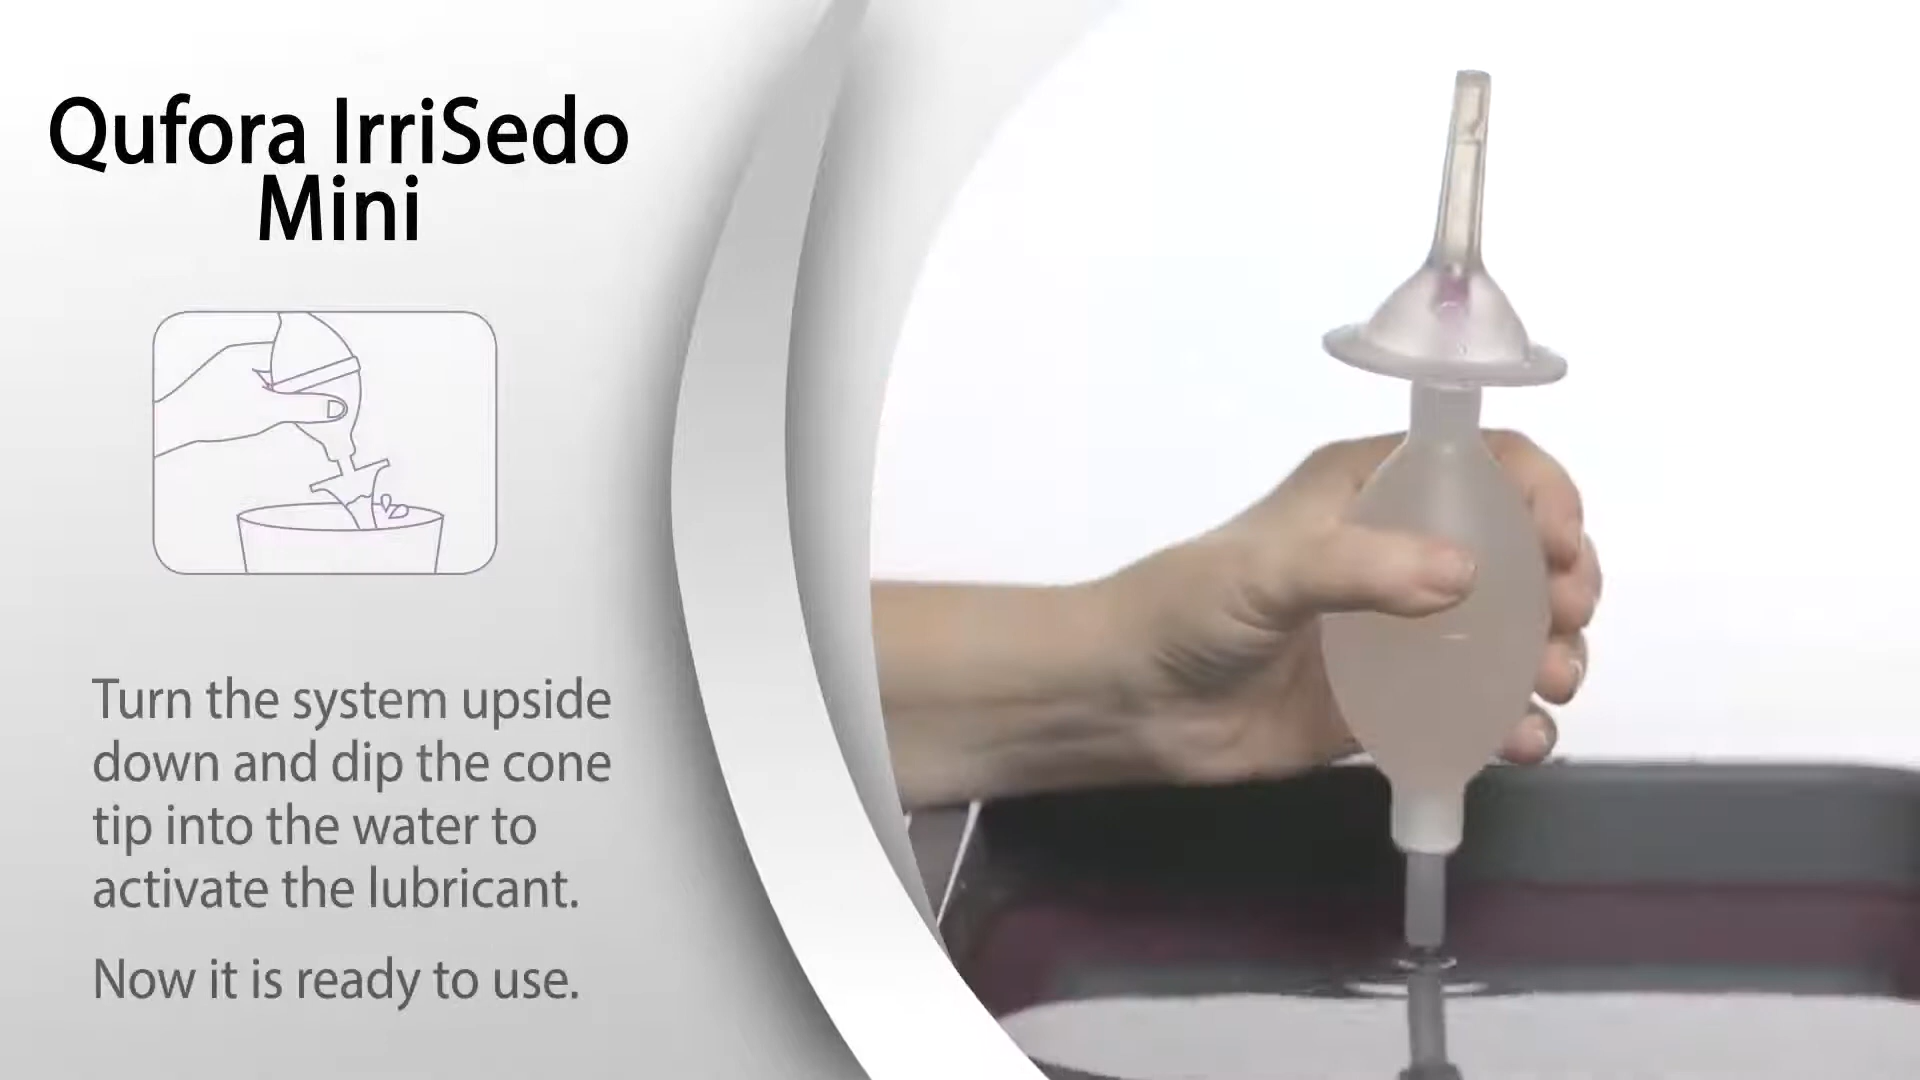 Qufora IrriSedo
Mini
Turn the system upside
down and dip the cone
tip into the water to
activate the lubricant.
Now it is ready to use.